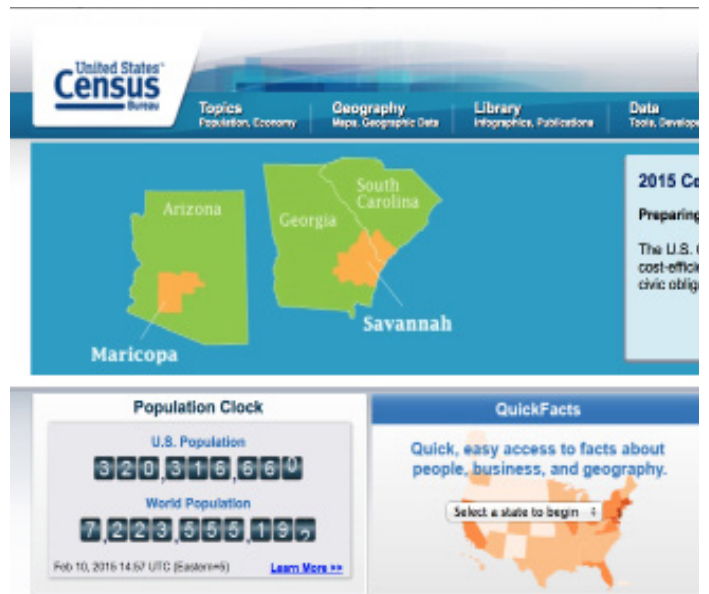 United States®
Census
Bureau
Topics
Population, Economy
Geography
Maps, Geographic Data
Library
Infographics, Publications
Data
Tools, Develope
Arizona
South
Carolina
Georgia
Savannah
Maricopa
2015 Co
Preparing
The U.S.
cost-effici
civic oblig
Population Clock
U.S. Population
320,316,660
World Population
7,223,555,192
Feb 10, 2015 14:57 UTC (Eastern+5)
Learn More >>
QuickFacts
Quick, easy access to facts about
people, business, and geography.
Select a state to begin